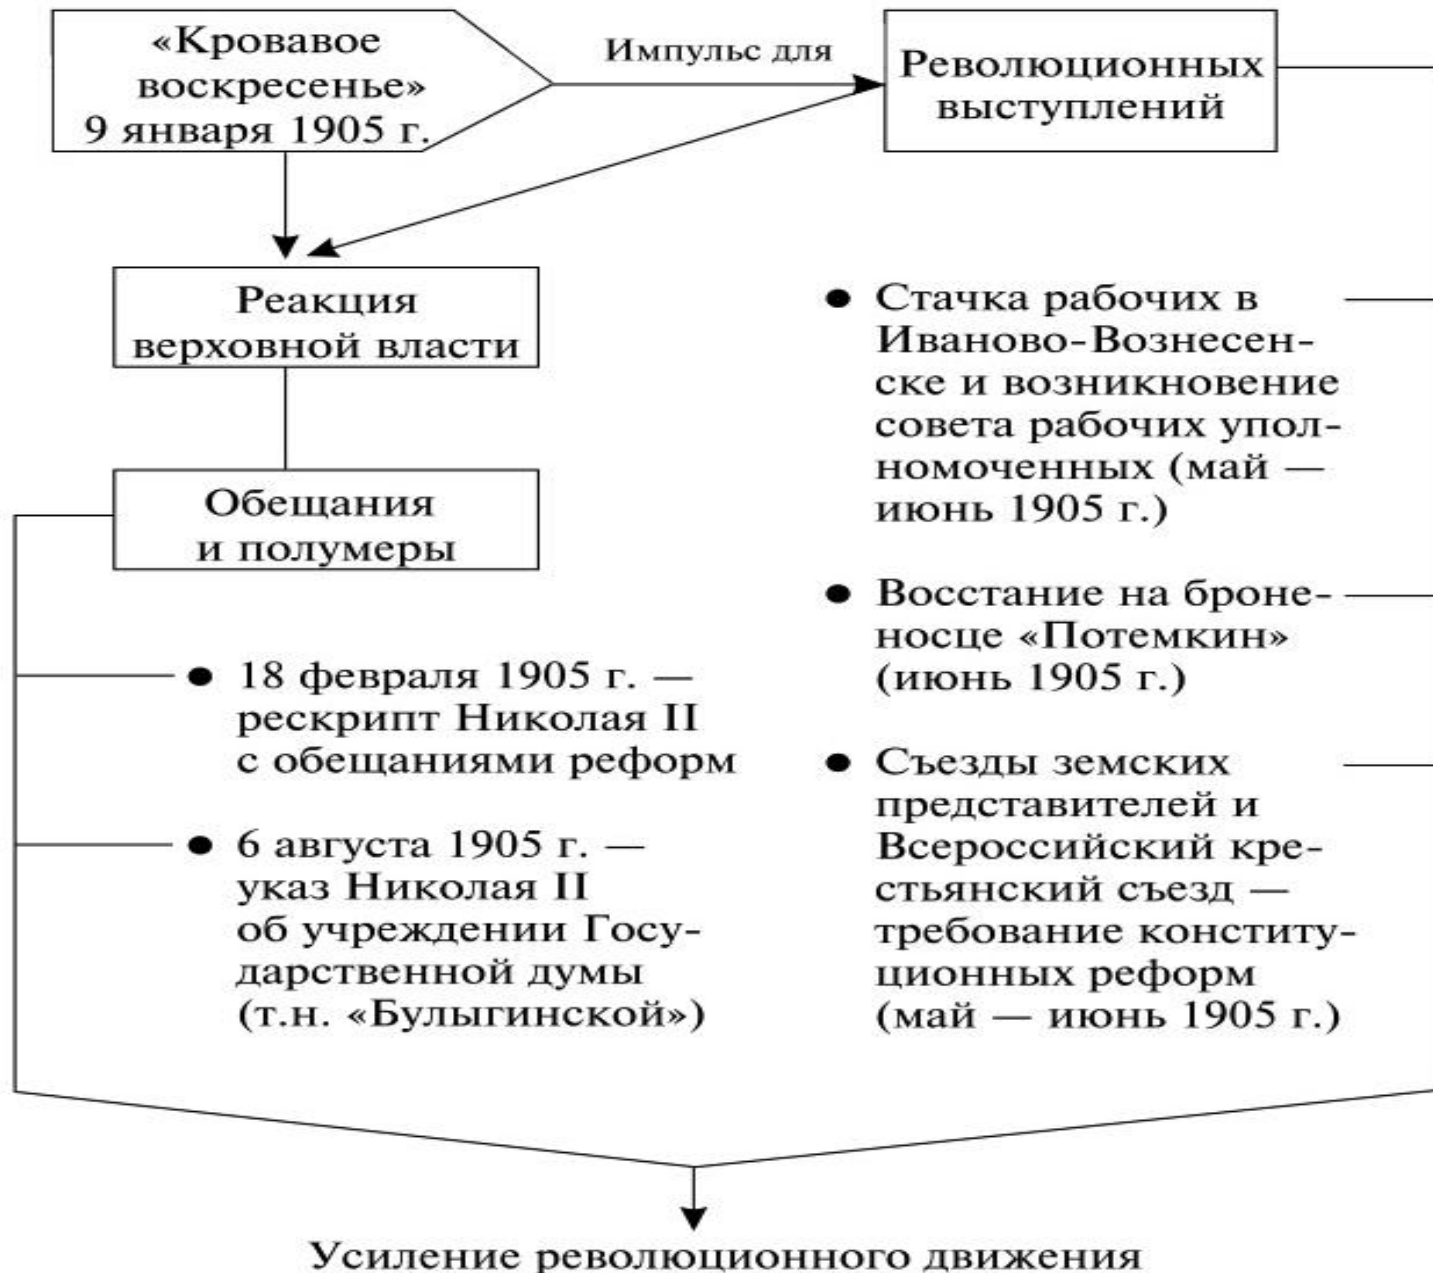 «Кровавое
воскресенье»
9 января 1905 г.
Импульс для
Революционных
выступлений
Реакция
верховной власти
Обещания
и полумеры
● 18 февраля 1905 г. —
рескрипт Николая II
с обещаниями реформ
● 6 августа 1905 г. —
указ Николая II
об учреждении Госу-
дарственной думы
(т.н. «Булыгинской»)
● Стачка рабочих в
Иваново-Вознесен-
ске и возникновение
совета рабочих упол-
номоченных (май —
июнь 1905 г.)
● Восстание на броне-
носце «Потемкин»
(июнь 1905 г.)
● Съезды земских
представителей и
Всероссийский кре-
стьянский съезд —
требование конститу-
ционных реформ
(май — июнь 1905 г.)
Усиление революционного движения